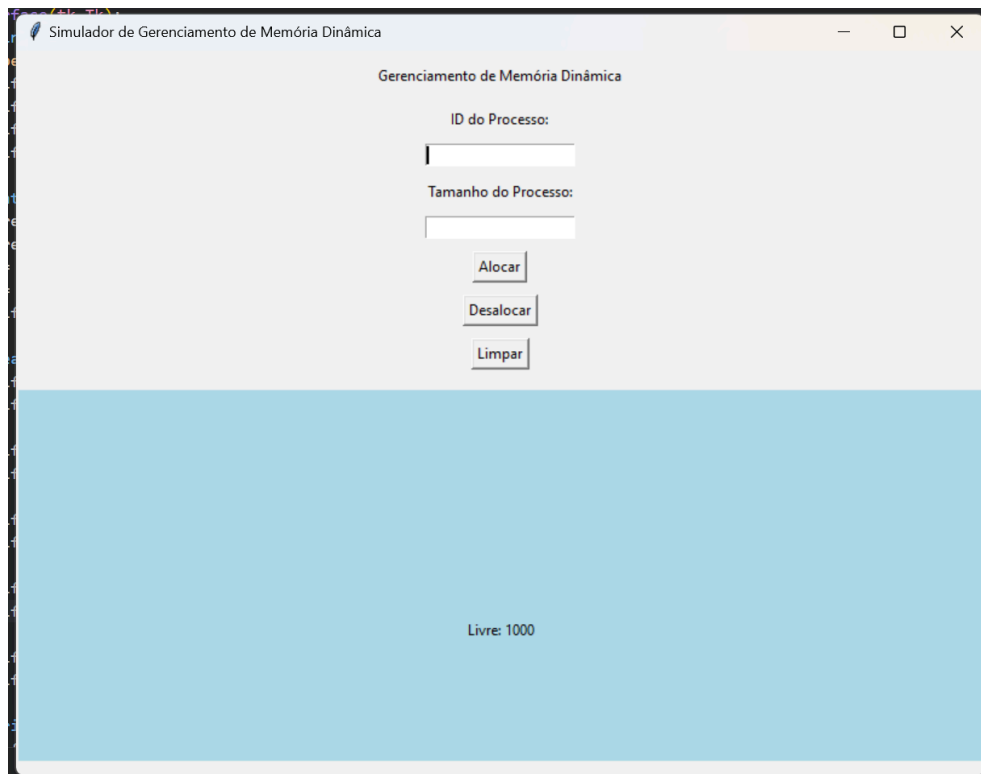 Simulador de Gerenciamento de Memória Dinâmica
Gerenciamento de Memória Dinâmica
ID do Processo:
Tamanho do Processo:
Alocar
Desalocar
Limpar
Livre: 1000